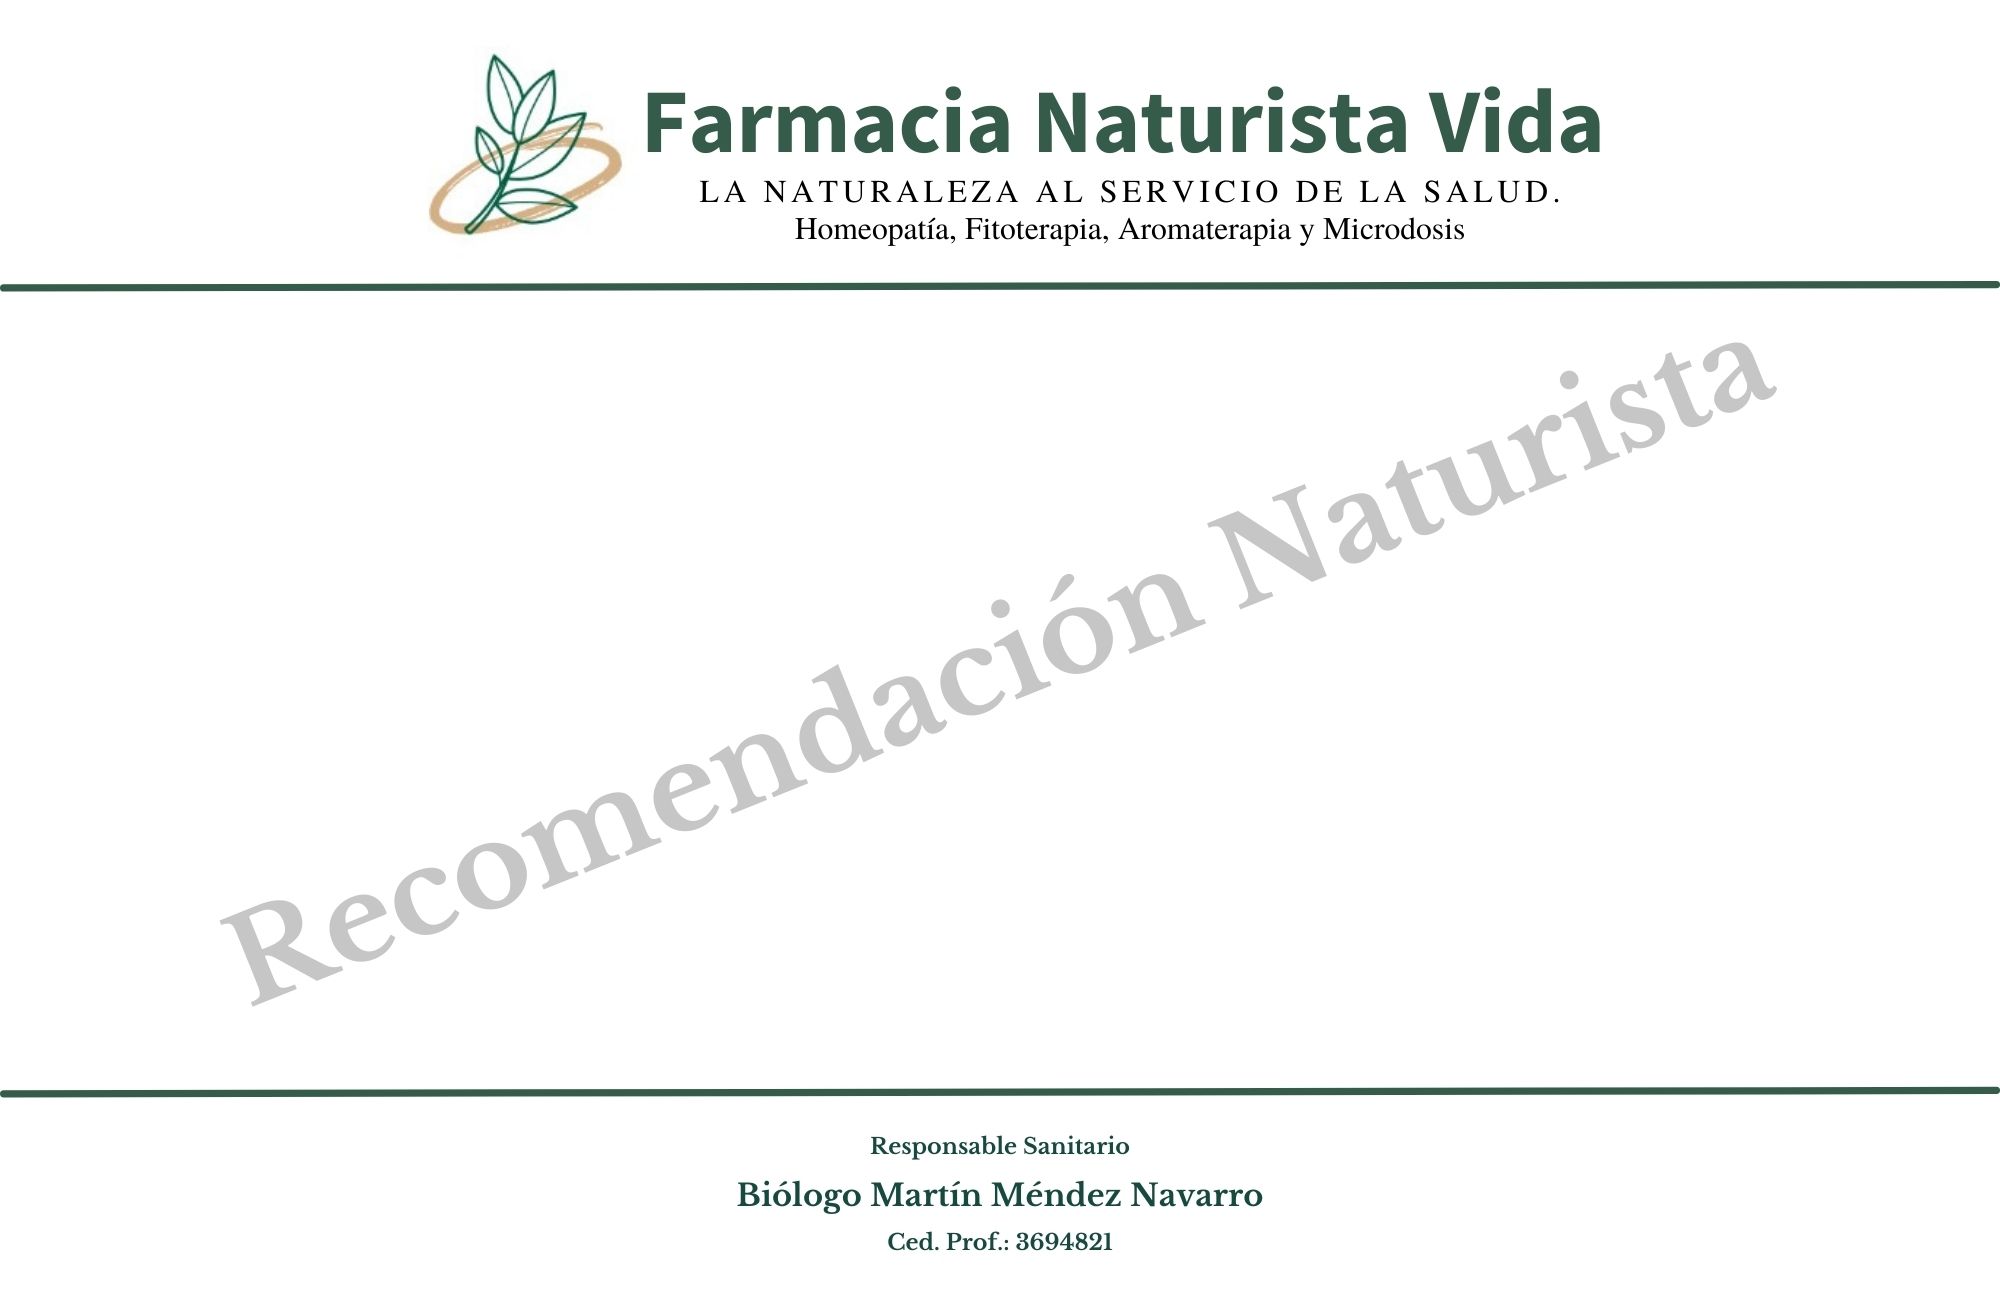 Farmacia Naturista Vida
LA NATURALEZA AL SERVICIO DE LA SALUD.
Homeopatía, Fitoterapia, Aromaterapia y Microdosis
Recomendación Naturista
Responsable Sanitario
Biólogo Martín Méndez Navarro
Ced. Prof.: 3694821